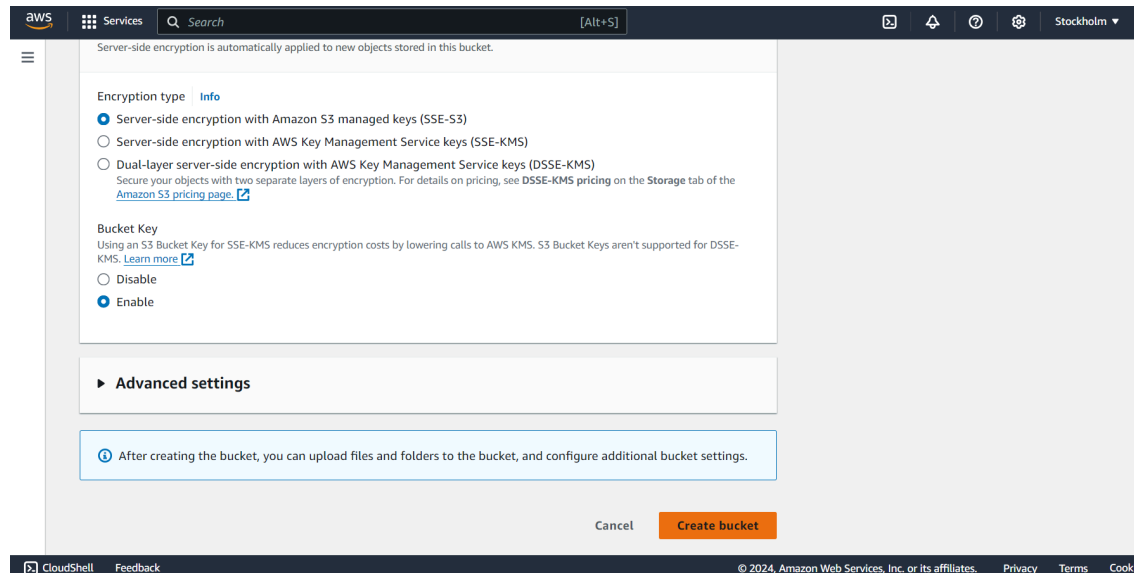 aws
Services
Search
[Alt+S]
Stockholm
Server-side encryption is automatically applied to new objects stored in this bucket.
Encryption type
Info
Server-side encryption with Amazon S3 managed keys (SSE-S3)
Server-side encryption with AWS Key Management Service keys (SSE-KMS)
Dual-layer server-side encryption with AWS Key Management Service keys (DSSE-KMS)
Secure your objects with two separate layers of encryption. For details on pricing, see DSSE-KMS pricing on the Storage tab of the
Amazon S3 pricing page.
Bucket Key
Using an S3 Bucket Key for SSE-KMS reduces encryption costs by lowering calls to AWS KMS. S3 Bucket Keys aren't supported for DSSE-
KMS. Learn more
Disable
Enable
Advanced settings
After creating the bucket, you can upload files and folders to the bucket, and configure additional bucket settings.
Cancel
Create bucket
CloudShell
Feedback
© 2024, Amazon Web Services, Inc. or its affiliates.
Privacy
Terms
Cook